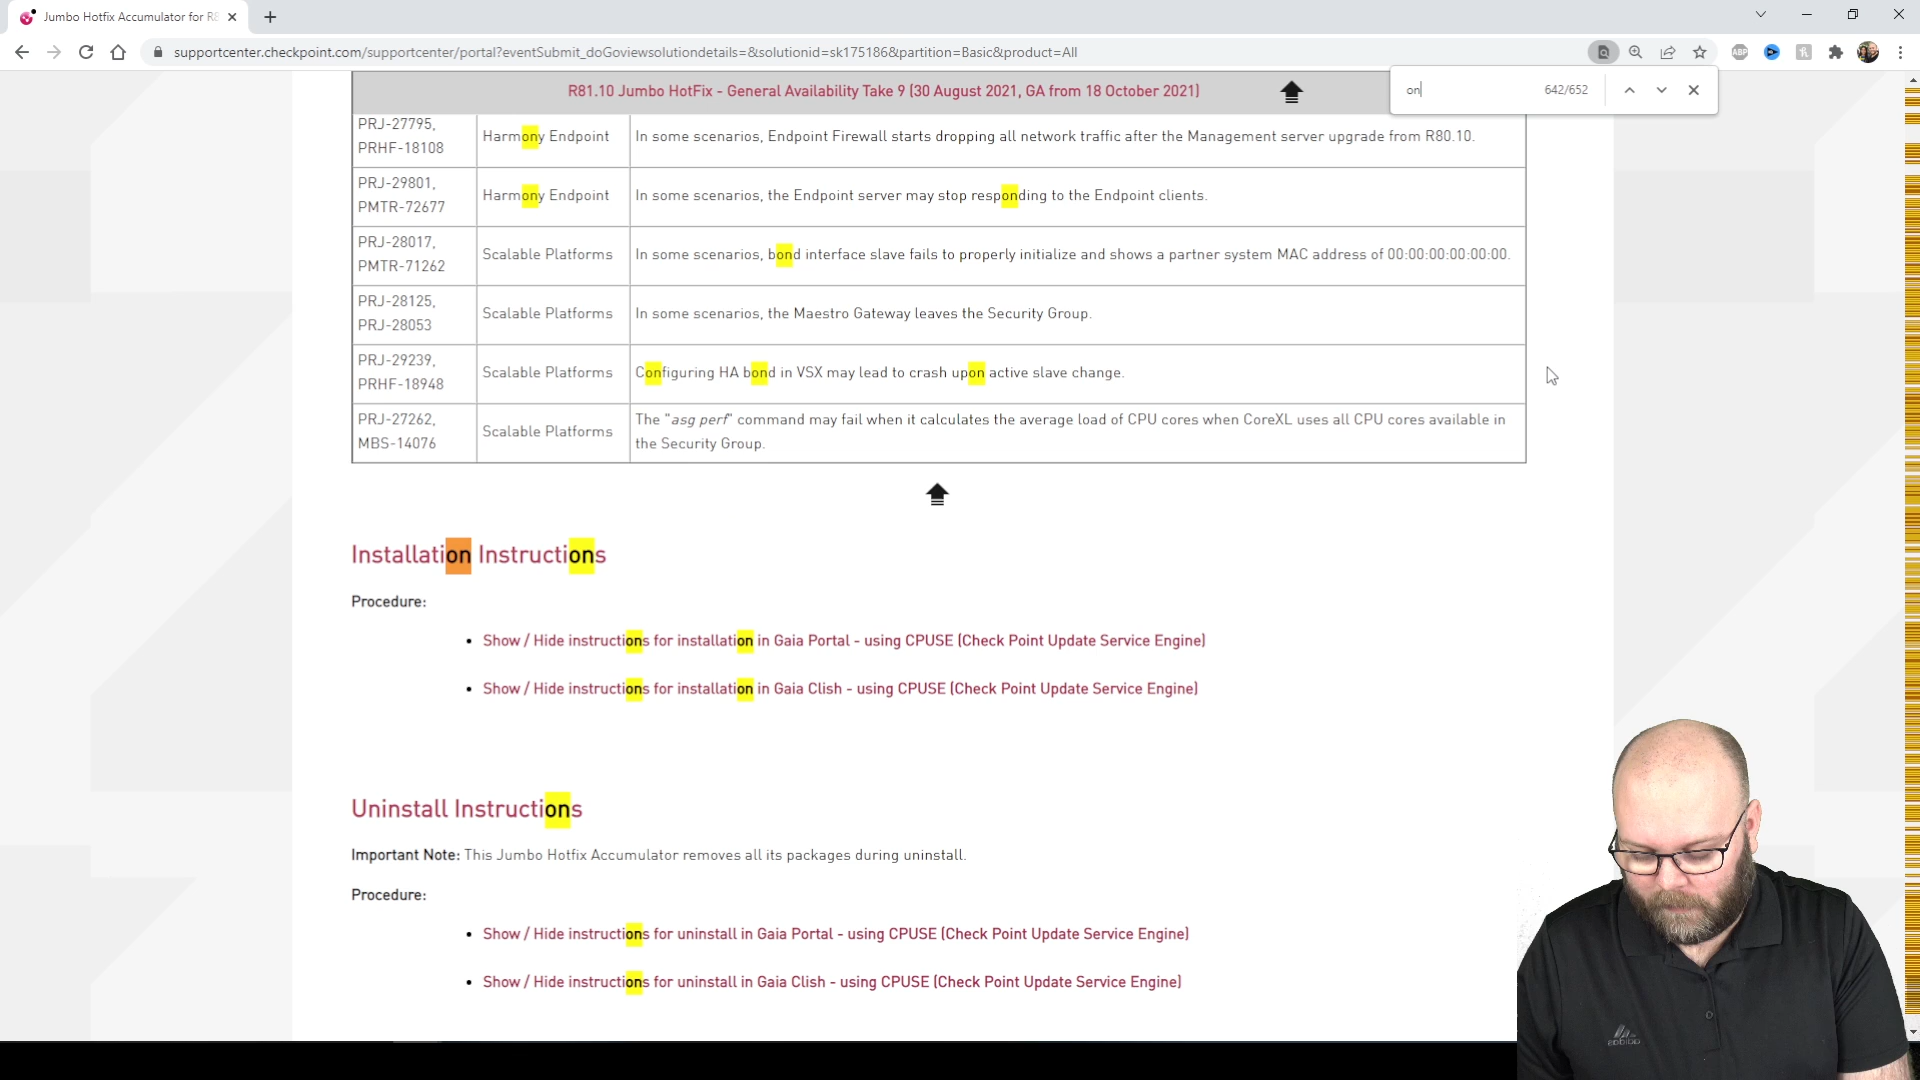 Jumbo Hotfix Accumulator for R8
supportcenter.checkpoint.com/supportcenter/portal?eventSubmit_doGoviewsolutiondetails=&solutionid=sk175186&partition=Basic&product=All
ABP
on
642/652
R81.10 Jumbo HotFix - General Availability Take 9 (30 August 2021, GA from 18 October 2021)
PRJ-27795,
PRHF-18108
Harmony Endpoint
In some scenarios, Endpoint Firewall starts dropping all network traffic after the Management server upgrade from R80.10.
PRJ-29801,
PMTR-72677
Harmony Endpoint
In some scenarios, the Endpoint server may stop responding to the Endpoint clients.
PRJ-28017,
PMTR-71262
Scalable Platforms
In some scenarios, bond interface slave fails to properly initialize and shows a partner system MAC address of 00:00:00:00:00:00.
PRJ-28125,
PRJ-28053
Scalable Platforms
In some scenarios, the Maestro Gateway leaves the Security Group.
PRJ-29239,
PRHF-18948
Scalable Platforms
Configuring HA bond in VSX may lead to crash upon active slave change.
PRJ-27262,
MBS-14076
Scalable Platforms
The "asg perf" command may fail when it calculates the average load of CPU cores when CoreXL uses all CPU cores available in
the Security Group.
Installation Instructions
Procedure:
• Show / Hide instructions for installation in Gaia Portal - using CPUSE (Check Point Update Service Engine)
• Show / Hide instructions for installation in Gaia Clish - using CPUSE (Check Point Update Service Engine)
Uninstall Instructions
Important Note: This Jumbo Hotfix Accumulator removes all its packages during uninstall.
Procedure:
• Show / Hide instructions for uninstall in Gaia Portal - using CPUSE (Check Point Update Service Engine)
• Show / Hide instructions for uninstall in Gaia Clish - using CPUSE (Check Point Update Service Engine)
adidas